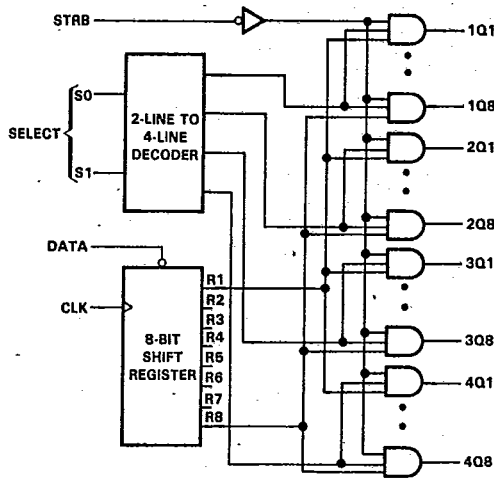 STRB
1Q1
1Q8
S0
SELECT
S1
2-LINE TO
4-LINE
DECODER
2Q1
2Q8
DATA
CLK
8-BIT
SHIFT
REGISTER
R1
R2
R3
R4
R5
R6
R7
R8
3Q1
3Q8
4Q1
4Q8